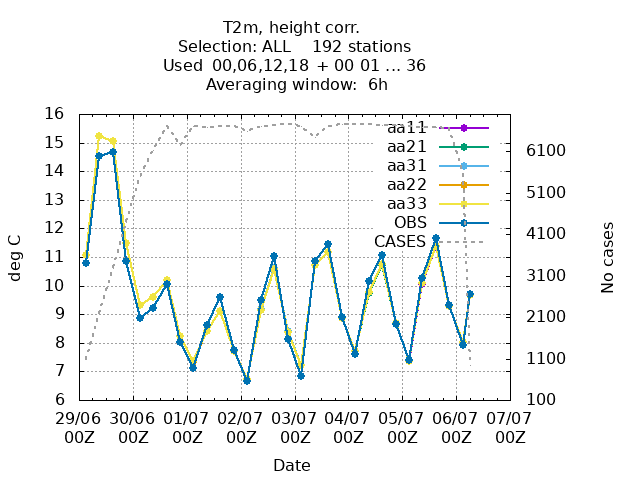 T2m, height corr.
Selection: ALL    192 stations
Used  00,06,12,18  + 00 01 ... 36
Averaging window:  6h
16
15
14
13
12
11
10
9
8
7
6
deg C
6100
5100
4100
3100
2100
1100
100
No cases
aa11
aa21
aa31
aa22
aa33
OBS
CASES
29/06 30/06 01/07 02/07 03/07 04/07 05/07 06/07 07/07
00Z 00Z 00Z 00Z 00Z 00Z 00Z 00Z 00Z
Date